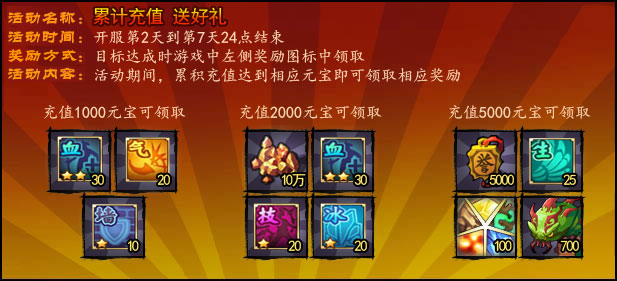 活动名称： 累计充值 送好礼
活动时间： 开服第2天到第7天24点结束
奖励方式： 目标达成时游戏中左侧奖励图标中领取
活动内容： 活动期间，累积充值达到相应元宝即可领取相应奖励
充值1000元宝可领取 充值2000元宝可领取 充值5000元宝可领取
血 30 气 20 10万 血 30 誉 5000 生 25
墙 10 技 20 冰 20 100 700